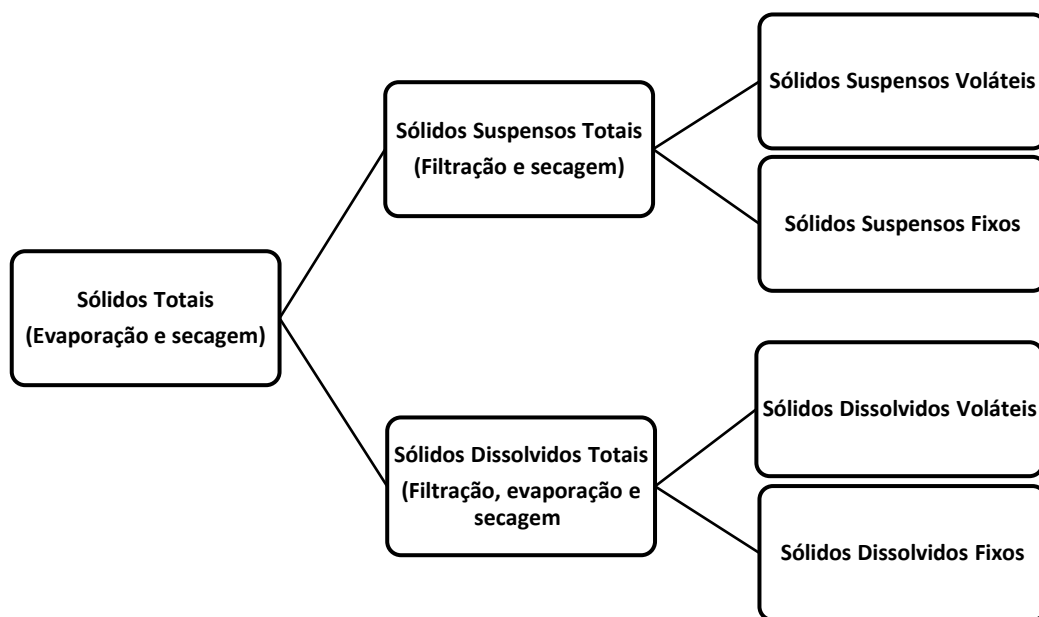 Sólidos Totais
(Evaporação e secagem)
Sólidos Suspensos Totais
(Filtração e secagem)
Sólidos Suspensos Voláteis
Sólidos Suspensos Fixos
Sólidos Dissolvidos Totais
(Filtração, evaporação e
secagem
Sólidos Dissolvidos Voláteis
Sólidos Dissolvidos Fixos